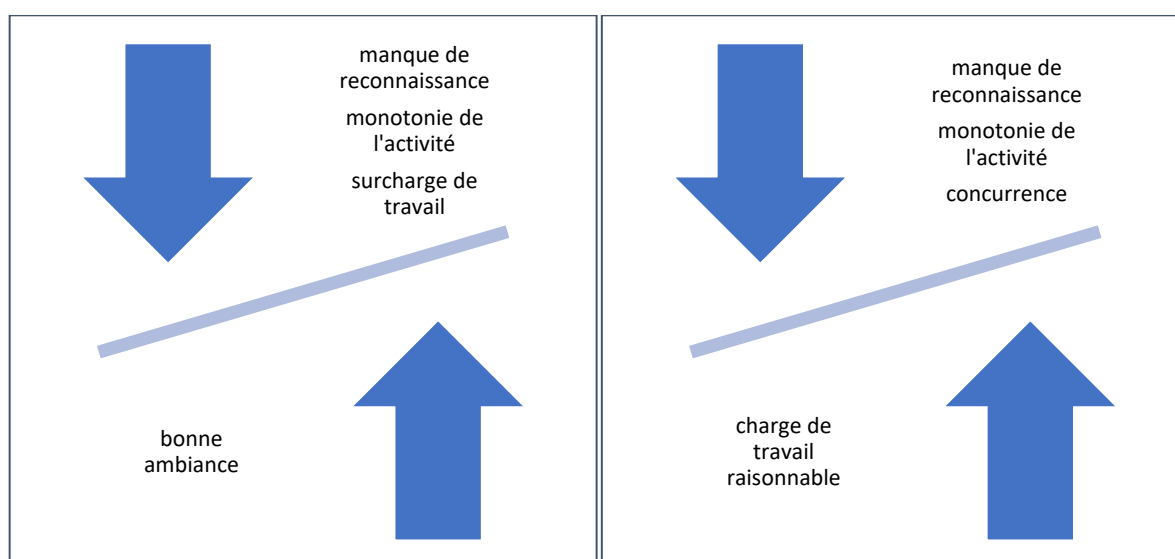 manque de
reconnaissance
monotonie de
l'activité
surcharge de
travail
bonne
ambiance
manque de
reconnaissance
monotonie de
l'activité
concurrence
charge de
travail
raisonnable